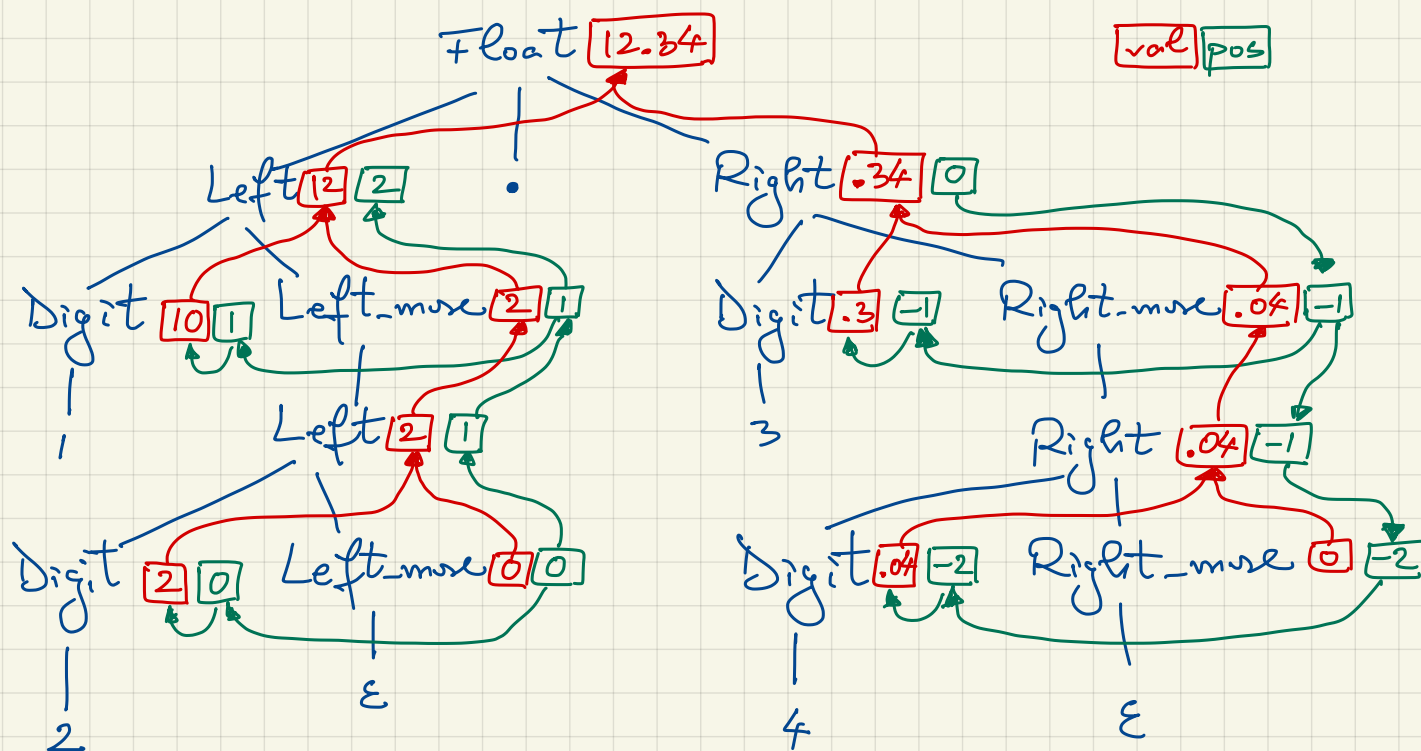 Float 12.34 val pos
Left 12 2 . Right .34 0
Digit 10 1 Left_more 2 1 Digit .3 -1 Right_more .04 -1
1 Left 2 1 3 Right .04 -1
Digit 2 0 Left_more 0 0 Digit .04 -2 Right_more 0 -2
2 ε 4 ε